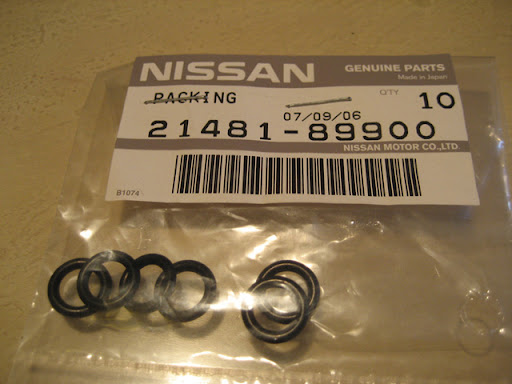 NISSAN GENUINE PARTS
Made in Japan
PACKING QTY 10
07/09/06
21481-89900
NISSAN MOTOR CO.,LTD.
B1074